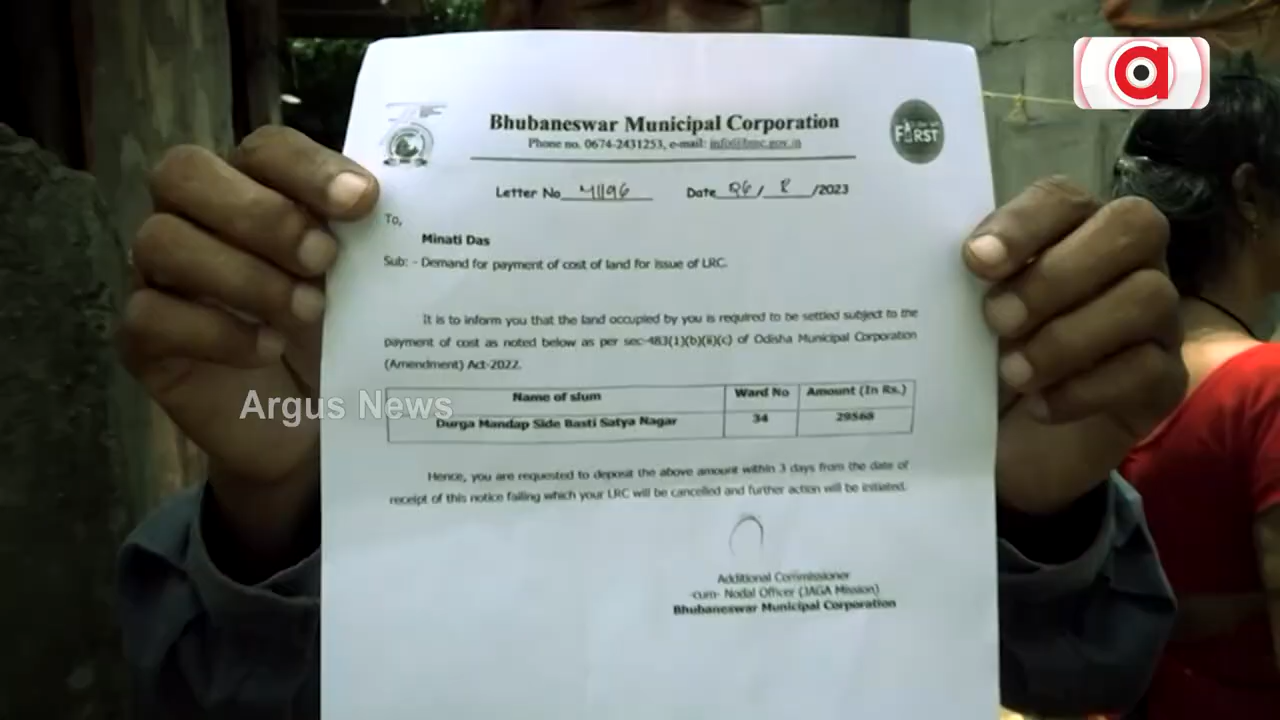 a
Bhubaneswar Municipal Corporation
Phone no. 0674-2431253, e-mail: info@bmc.gov.in
FIRST
Letter No 41196 Date 26/ 8 /2023
To,
Minati Das
Sub: - Demand for payment of cost of land for issue of LRC.
It is to inform you that the land occupied by you is required to be settled subject to the
payment of cost as noted below as per sec-483(1)(b)(ii)(c) of Odisha Municipal Corporation
(Amendment) Act-2022.
Name of slum Ward No Amount (In Rs.)
Durga Mandap Side Basti Satya Nagar 34 29568
Argus News
Hence, you are requested to deposit the above amount within 3 days from the date of
receipt of this notice failing which your LRC will be cancelled and further action will be initiated.
Additional Commissioner
-cum- Nodal Officer (JAGA Mission)
Bhubaneswar Municipal Corporation